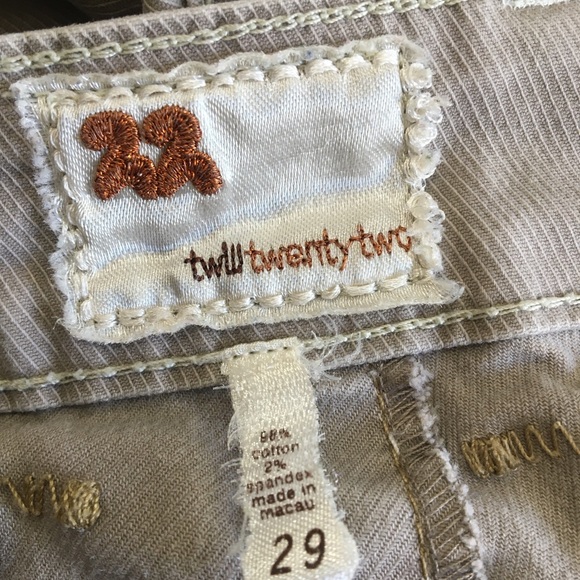 22
twill twenty-two
98%
cotton
2%
spandex
made in
macau
29